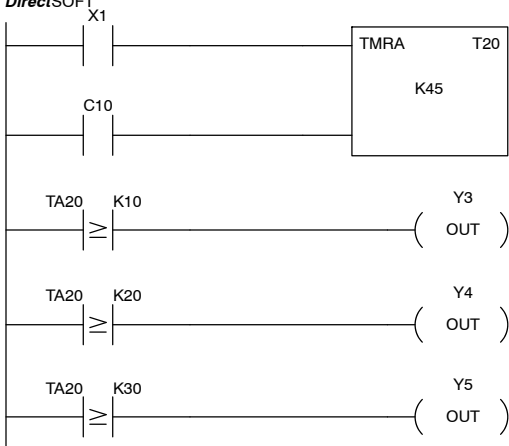 DirectSOFT
X1
TMRA T20
K45
C10
TA20 K10 Y3
≥ OUT
TA20 K20 Y4
≥ OUT
TA20 K30 Y5
≥ OUT